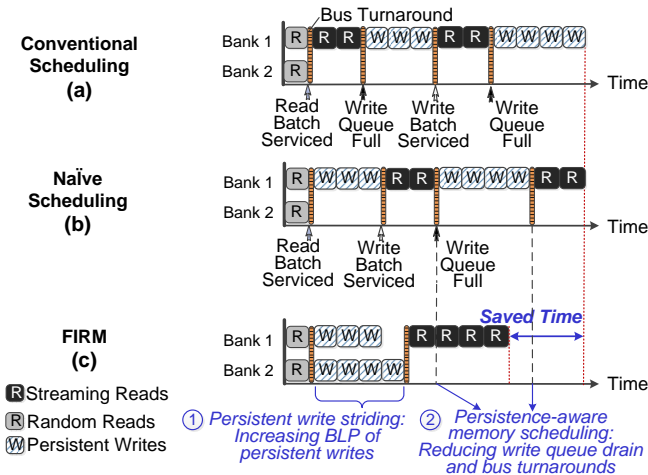 Bus Turnaround
Conventional
Scheduling
(a)
Bank 1
R R R W W W R R W W W W
Bank 2
R
Time
Read
Batch
Serviced
Write
Queue
Full
Write
Batch
Serviced
Write
Queue
Full
NaÏve
Scheduling
(b)
Bank 1
R W W W R R W W W W R R
Bank 2
R
Time
Read
Batch
Serviced
Write
Batch
Serviced
Write
Queue
Full
FIRM
(c)
Saved Time
Bank 1
R W W W R R R R
Bank 2
R W W W W
Time
R Streaming Reads
R Random Reads
W Persistent Writes
1 Persistent write striding:
Increasing BLP of
persistent writes
2 Persistence-aware
memory scheduling:
Reducing write queue drain
and bus turnarounds